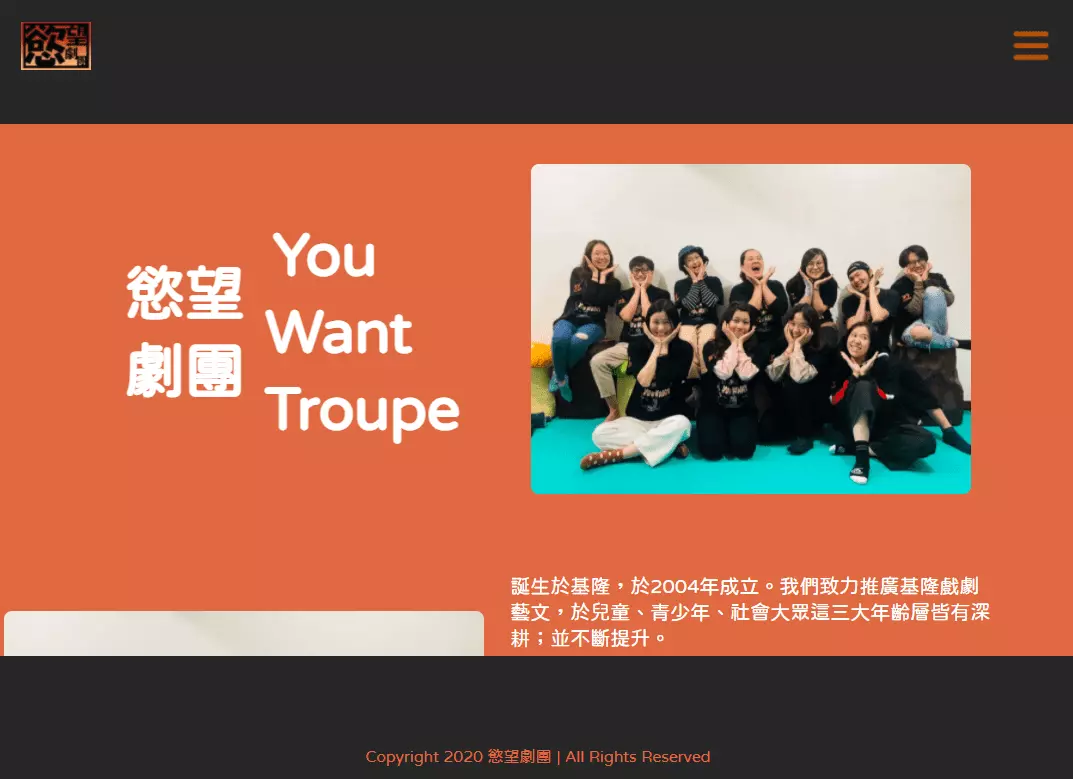 慾望劇團
慾望
劇團
You
Want
Troupe
誕生於基隆，於2004年成立。我們致力推廣基隆戲劇
藝文，於兒童、青少年、社會大眾這三大年齡層皆有深
耕；並不斷提升。
Copyright 2020 慾望劇團 | All Rights Reserved